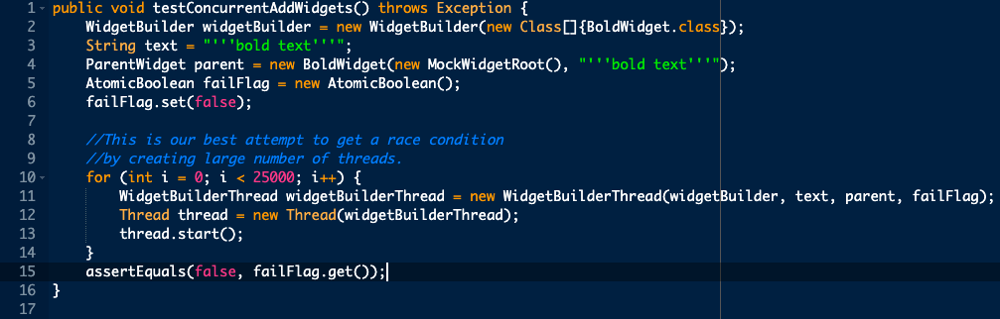 1 public void testConcurrentAddWidgets() throws Exception {
2     WidgetBuilder widgetBuilder = new WidgetBuilder(new Class[]{BoldWidget.class});
3     String text = "'''bold text'''";
4     ParentWidget parent = new BoldWidget(new MockWidgetRoot(), "'''bold text'''");
5     AtomicBoolean failFlag = new AtomicBoolean();
6     failFlag.set(false);
7
8     //This is our best attempt to get a race condition
9     //by creating large number of threads.
10     for (int i = 0; i < 25000; i++) {
11         WidgetBuilderThread widgetBuilderThread = new WidgetBuilderThread(widgetBuilder, text, parent, failFlag);
12         Thread thread = new Thread(widgetBuilderThread);
13         thread.start();
14     }
15     assertEquals(false, failFlag.get());
16 }
17